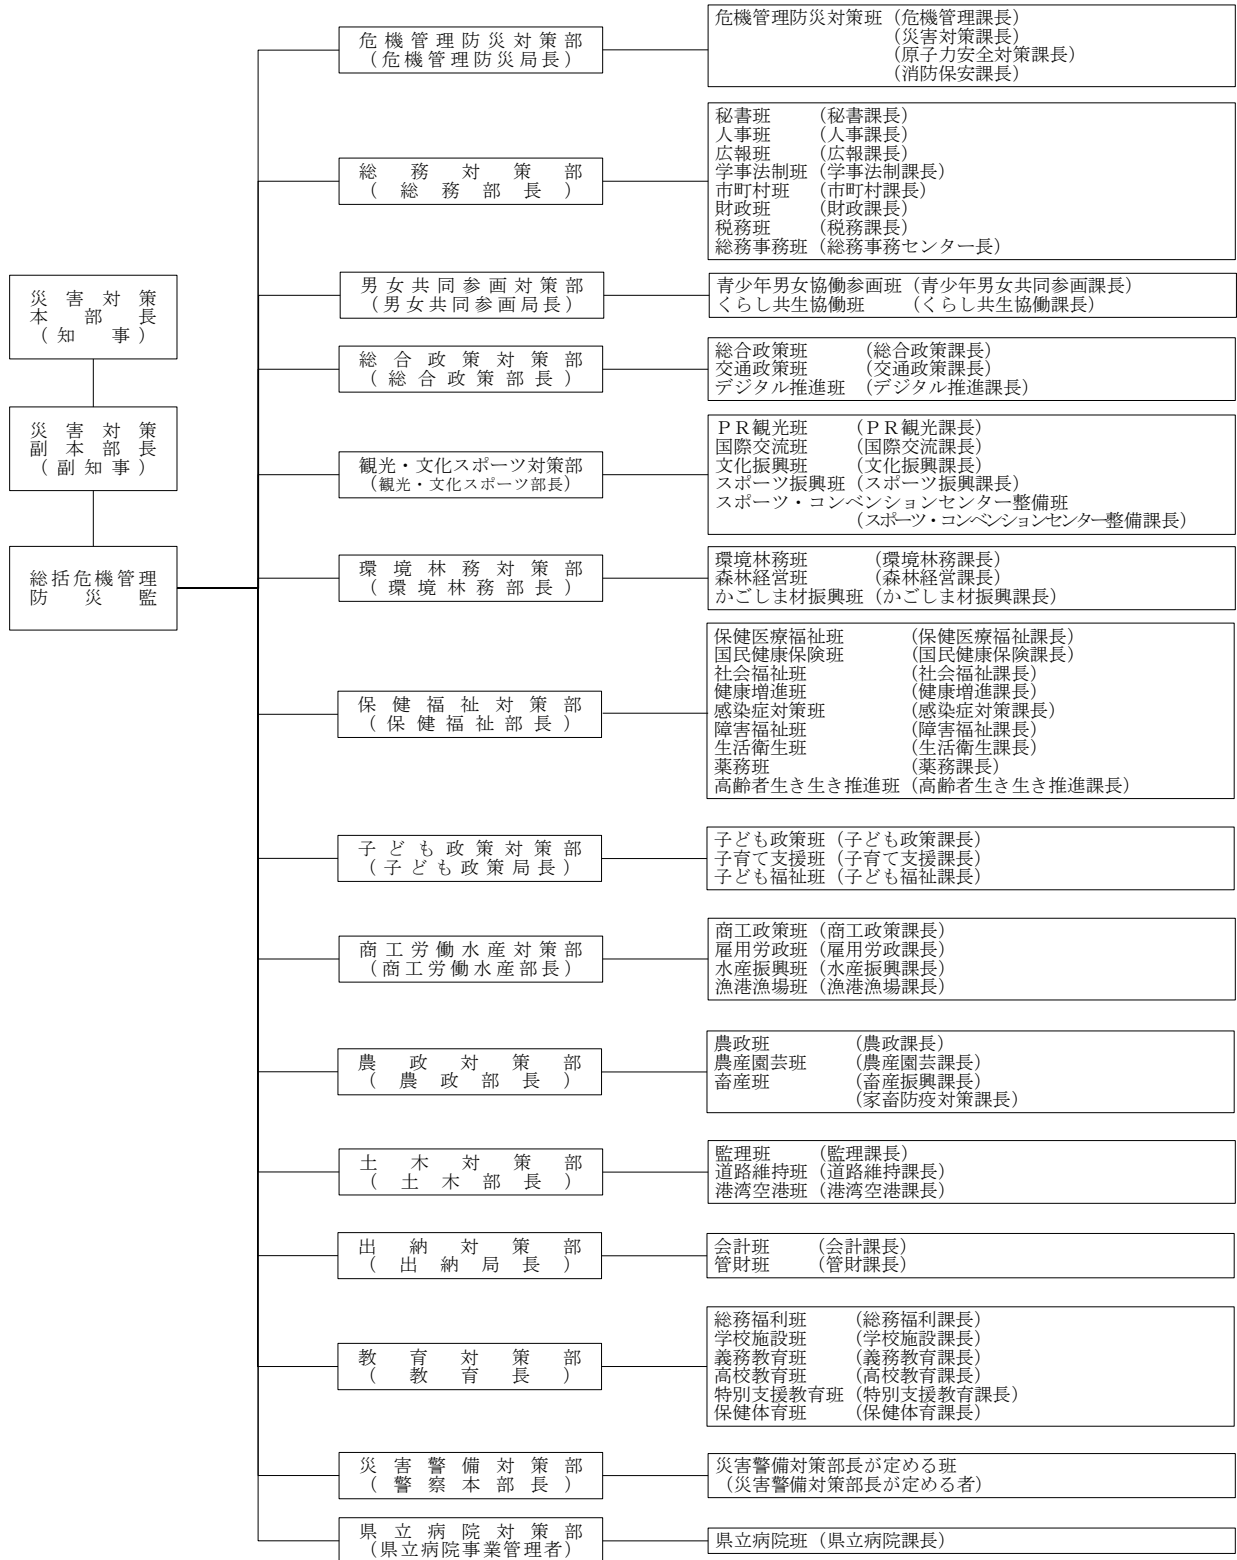 災害対策
本部長
（知事）
災害対策
副本部長
（副知事）
総括危機管理
防災監
危機管理防災対策部
（危機管理防災局長）
危機管理防災対策班（危機管理課長）
（災害対策課長）
（原子力安全対策課長）
（消防保安課長）
総務対策部
（総務部長）
秘書班　　（秘書課長）
人事班　　（人事課長）
広報班　　（広報課長）
学事法制班（学事法制課長）
市町村班　（市町村課長）
財政班　　（財政課長）
税務班　　（税務課長）
総務事務班（総務事務センター長）
男女共同参画対策部
（男女共同参画局長）
青少年男女協働参画班（青少年男女共同参画課長）
くらし共生協働班　　（くらし共生協働課長）
総合政策対策部
（総合政策部長）
総合政策班　　（総合政策課長）
交通政策班　　（交通政策課長）
デジタル推進班（デジタル推進課長）
観光・文化スポーツ対策部
（観光・文化スポーツ部長）
ＰＲ観光班　　（ＰＲ観光課長）
国際交流班　　（国際交流課長）
文化振興班　　（文化振興課長）
スポーツ振興班（スポーツ振興課長）
スポーツ・コンベンションセンター整備班
（スポーツ・コンベンションセンター整備課長）
環境林務対策部
（環境林務部長）
環境林務班　　　（環境林務課長）
森林経営班　　　（森林経営課長）
かごしま材振興班（かごしま材振興課長）
保健福祉対策部
（保健福祉部長）
保健医療福祉班　　　（保健医療福祉課長）
国民健康保険班　　　（国民健康保険課長）
社会福祉班　　　　　（社会福祉課長）
健康増進班　　　　　（健康増進課長）
感染症対策班　　　　（感染症対策課長）
障害福祉班　　　　　（障害福祉課長）
生活衛生班　　　　　（生活衛生課長）
薬務班　　　　　　　（薬務課長）
高齢者生き生き推進班（高齢者生き生き推進課長）
子ども政策対策部
（子ども政策局長）
子ども政策班（子ども政策課長）
子育て支援班（子育て支援課長）
子ども福祉班（子ども福祉課長）
商工労働水産対策部
（商工労働水産部長）
商工政策班（商工政策課長）
雇用労政班（雇用労政課長）
水産振興班（水産振興課長）
漁港漁場班（漁港漁場課長）
農政対策部
（農政部長）
農政班　　　（農政課長）
農産園芸班　（農産園芸課長）
畜産班　　　（畜産振興課長）
（家畜防疫対策課長）
土木対策部
（土木部長）
監理班　　（監理課長）
道路維持班（道路維持課長）
港湾空港班（港湾空港課長）
出納対策部
（出納局長）
会計班　　（会計課長）
管財班　　（管財課長）
教育対策部
（教育長）
総務福利班　　（総務福利課長）
学校施設班　　（学校施設課長）
義務教育班　　（義務教育課長）
高校教育班　　（高校教育課長）
特別支援教育班（特別支援教育課長）
保健体育班　　（保健体育課長）
災害警備対策部
（警察本部長）
災害警備対策部長が定める班
（災害警備対策部長が定める者）
県立病院対策部
（県立病院事業管理者）
県立病院班（県立病院課長）